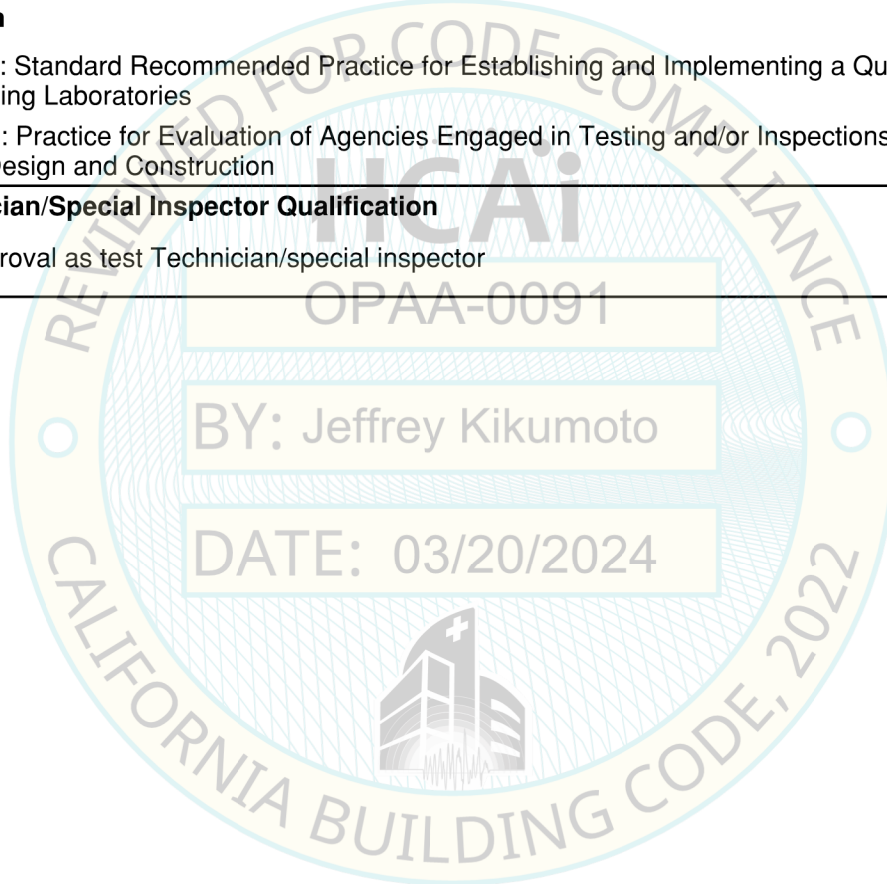 : Standard Recommended Practice for Establishing and Implementing a Qu
ing Laboratories
: Practice for Evaluation of Agencies Engaged in Testing and/or Inspections
Design and Construction
cian/Special Inspector Qualification
roval as test Technician/special inspector
REVIEWED FOR CODE COMPLIANCE
HCAi
OPAA-0091
BY: Jeffrey Kikumoto
DATE: 03/20/2024
CALIFORNIA BUILDING CODE, 2022